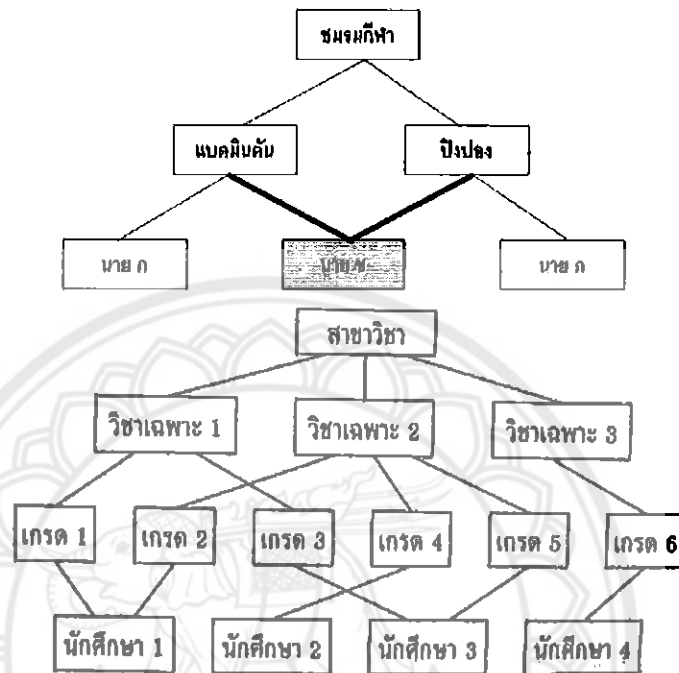 ชมรมกีฬา
แบดมินตัน ปิงปอง
นาย ก นาย ข นาย ค
สาขาวิชา
วิชาเฉพาะ 1 วิชาเฉพาะ 2 วิชาเฉพาะ 3
เกรด 1 เกรด 2 เกรด 3 เกรด 4 เกรด 5 เกรด 6
นักศึกษา 1 นักศึกษา 2 นักศึกษา 3 นักศึกษา 4